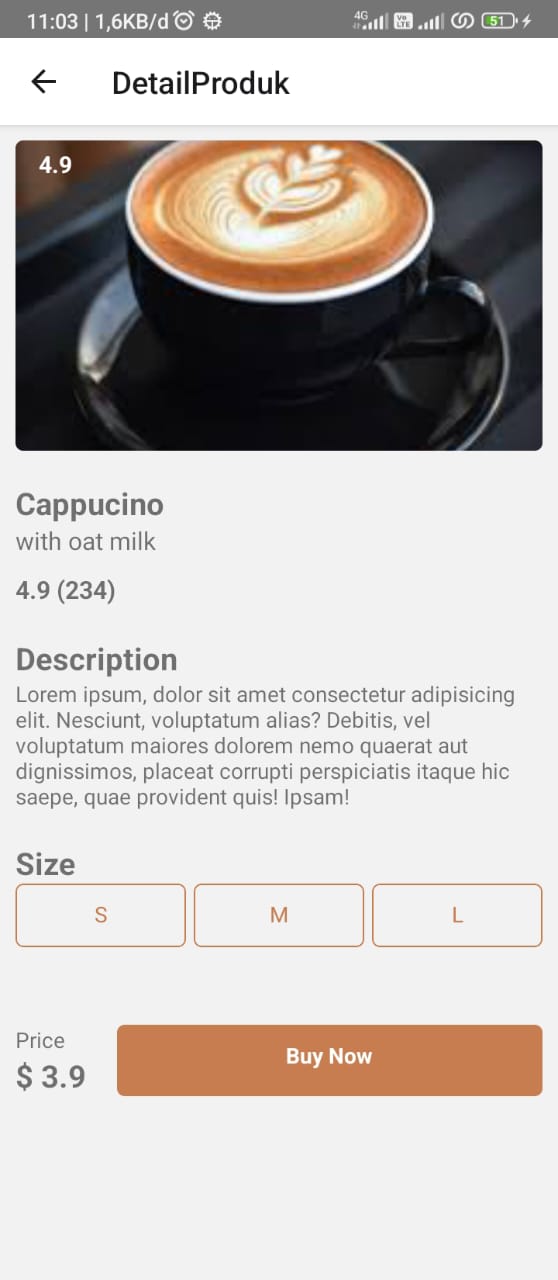 11:03 | 1,6KB/d
4G Vo LTE 51
DetailProduk
4.9
Cappucino
with oat milk
4.9 (234)
Description
Lorem ipsum, dolor sit amet consectetur adipisicing
elit. Nesciunt, voluptatum alias? Debitis, vel
voluptatum maiores dolorem nemo quaerat aut
dignissimos, placeat corrupti perspiciatis itaque hic
saepe, quae provident quis! Ipsam!
Size
S M L
Price
$ 3.9
Buy Now